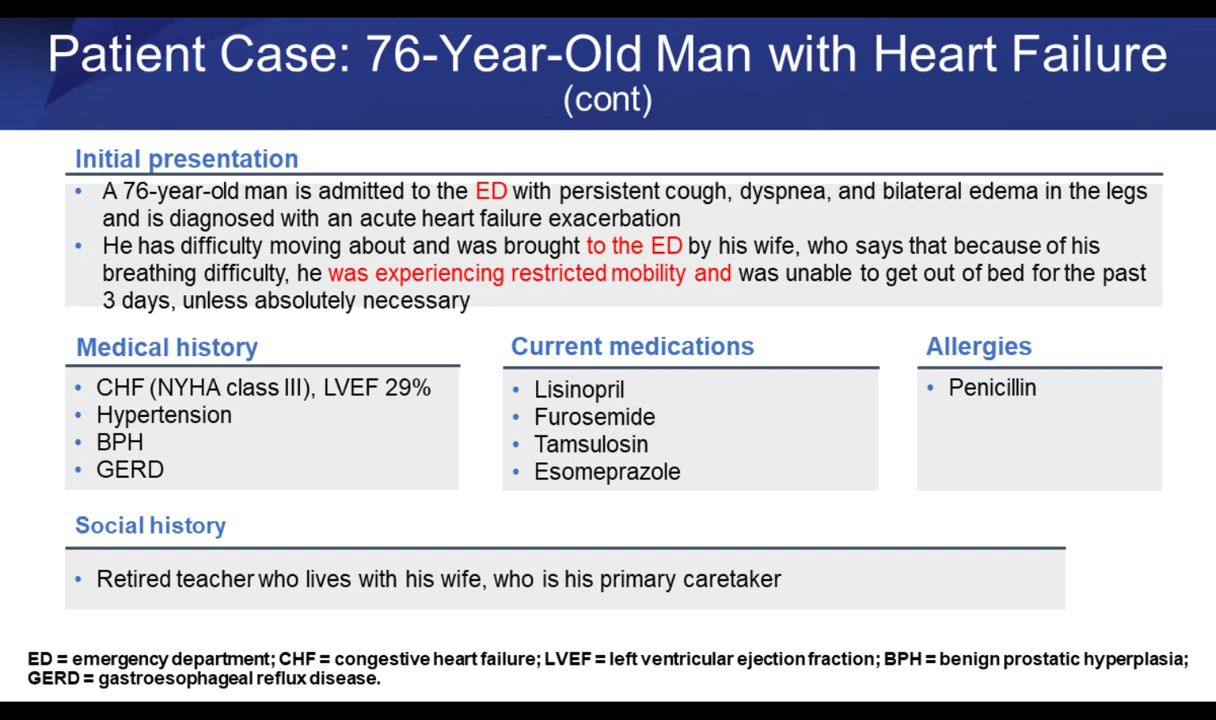 Patient Case: 76-Year-Old Man with Heart Failure
(cont)
Initial presentation
• A 76-year-old man is admitted to the ED with persistent cough, dyspnea, and bilateral edema in the legs
and is diagnosed with an acute heart failure exacerbation
• He has difficulty moving about and was brought to the ED by his wife, who says that because of his
breathing difficulty, he was experiencing restricted mobility and was unable to get out of bed for the past
3 days, unless absolutely necessary
Medical history
• CHF (NYHA class III), LVEF 29%
• Hypertension
• BPH
• GERD
Current medications
• Lisinopril
• Furosemide
• Tamsulosin
• Esomeprazole
Allergies
• Penicillin
Social history
• Retired teacher who lives with his wife, who is his primary caretaker
ED = emergency department; CHF = congestive heart failure; LVEF = left ventricular ejection fraction; BPH = benign prostatic hyperplasia;
GERD = gastroesophageal reflux disease.